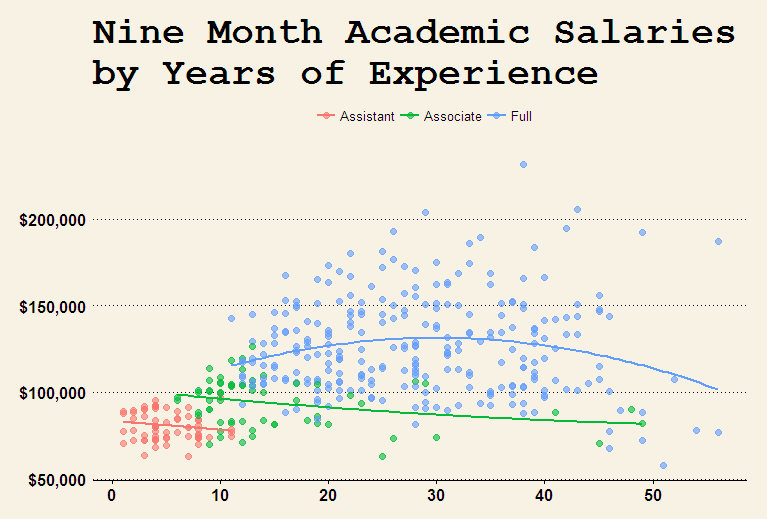 Nine Month Academic Salaries
by Years of Experience
Assistant Associate Full
$200,000
$150,000
$100,000
$50,000
0 10 20 30 40 50